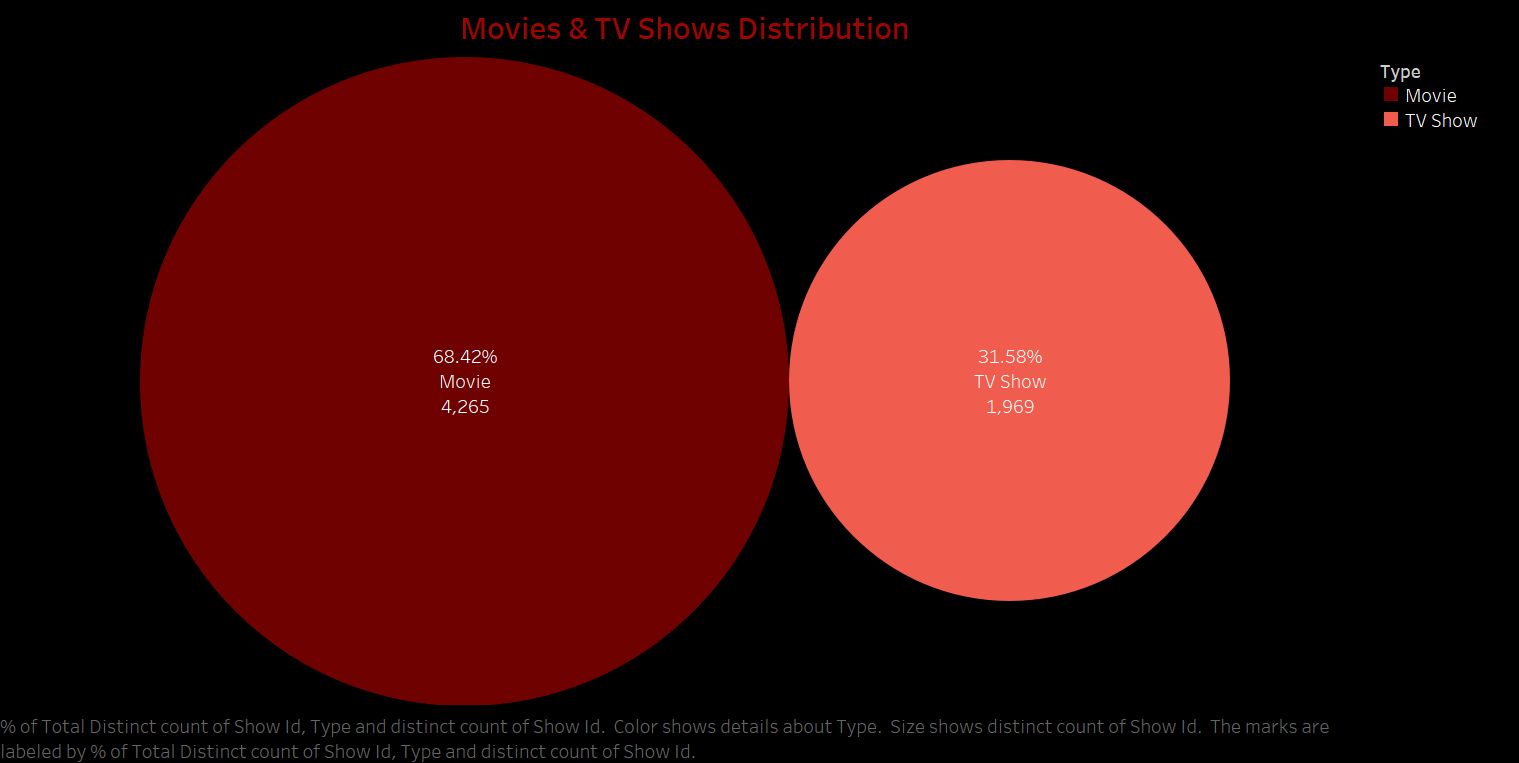 Movies & TV Shows Distribution
Type
Movie
TV Show
68.42%
Movie
4,265
31.58%
TV Show
1,969
% of Total Distinct count of Show Id, Type and distinct count of Show Id.  Color shows details about Type.  Size shows distinct count of Show Id.  The marks are
labeled by % of Total Distinct count of Show Id, Type and distinct count of Show Id.